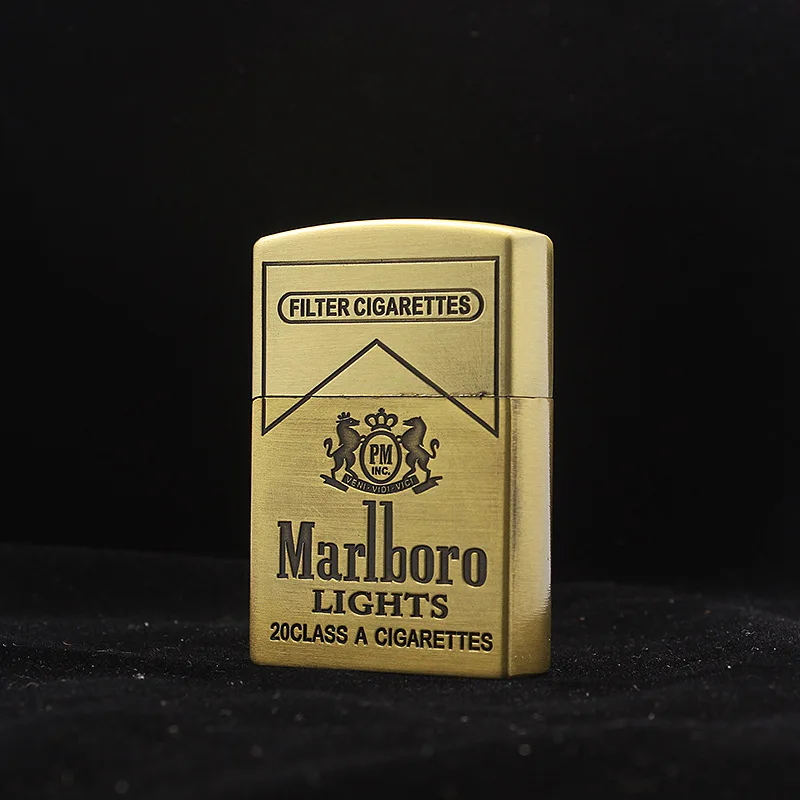 FILTER CIGARETTES
PM
INC.
VENI·VIDI·VICI
Marlboro
LIGHTS
20CLASS A CIGARETTES